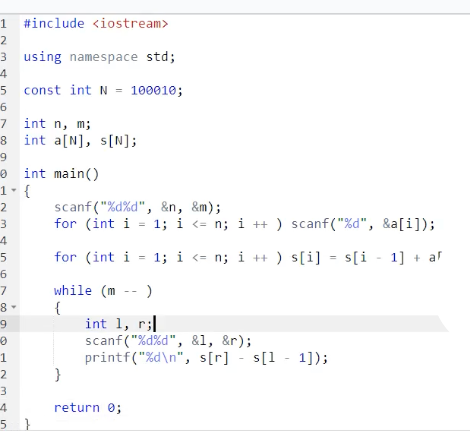 1 #include <iostream>
2
3 using namespace std;
4
5 const int N = 100010;
6
7 int n, m;
8 int a[N], s[N];
9
0 int main()
1 {
2 scanf("%d%d", &n, &m);
3 for (int i = 1; i <= n; i ++ ) scanf("%d", &a[i]);
4
5 for (int i = 1; i <= n; i ++ ) s[i] = s[i - 1] + a
6
7 while (m -- )
8 {
9 int l, r;
0 scanf("%d%d", &l, &r);
1 printf("%d\n", s[r] - s[l - 1]);
2 }
3
4 return 0;
5 }